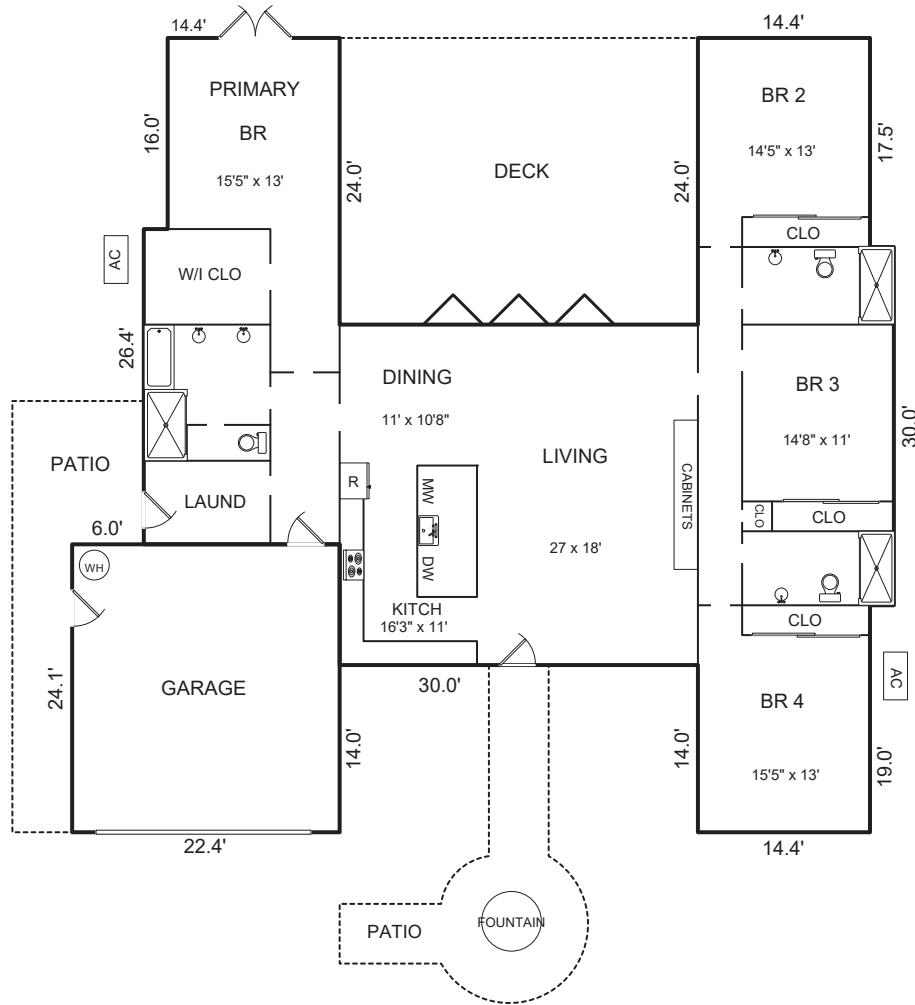 14.4'
14.4'
PRIMARY
BR
15'5" x 13'
16.0'
24.0'
DECK
24.0'
BR 2
14'5" x 13'
17.5'
CLO
AC
W/I CLO
26.4'
DINING
11' x 10'8"
BR 3
14'8" x 11'
30.0'
PATIO
LIVING
27 x 18'
CABINETS
R
MW
DW
LAUND
CLO
CLO
6.0'
WH
KITCH
16'3" x 11'
CLO
24.1'
GARAGE
30.0'
14.0'
14.0'
AC
BR 4
15'5" x 13'
19.0'
22.4'
14.4'
PATIO
FOUNTAIN